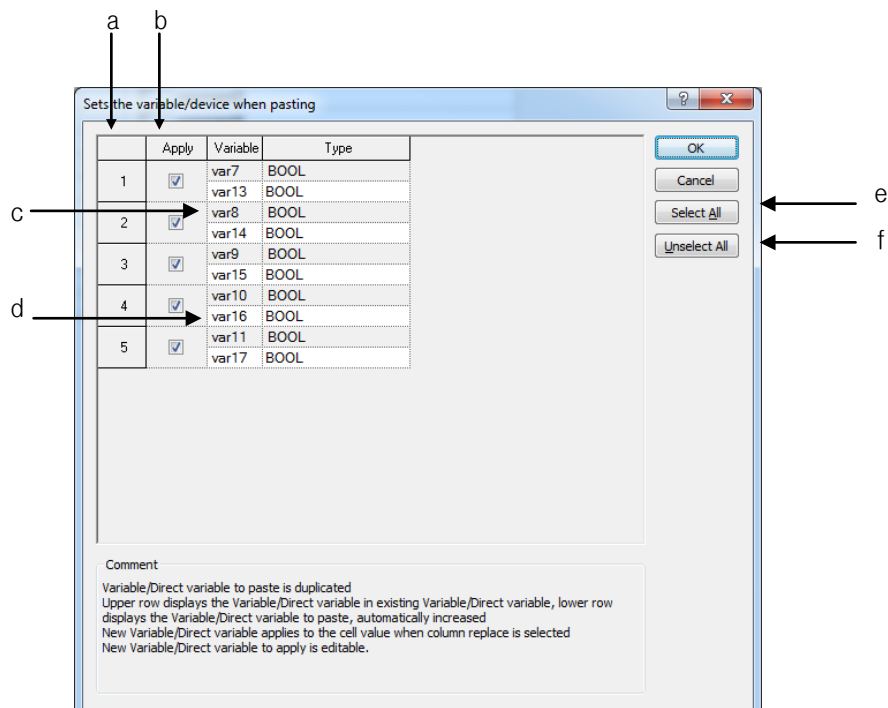 a b
Sets the variable/device when pasting
Apply Variable Type
1 var7 BOOL
var13 BOOL
2 var8 BOOL
var14 BOOL
3 var9 BOOL
var15 BOOL
4 var10 BOOL
var16 BOOL
5 var11 BOOL
var17 BOOL
OK
Cancel
Select All
Unselect All
c
d
e
f
Comment
Variable/Direct variable to paste is duplicated
Upper row displays the Variable/Direct variable in existing Variable/Direct variable, lower row
displays the Variable/Direct variable to paste, automatically increased
New Variable/Direct variable applies to the cell value when column replace is selected
New Variable/Direct variable to apply is editable.